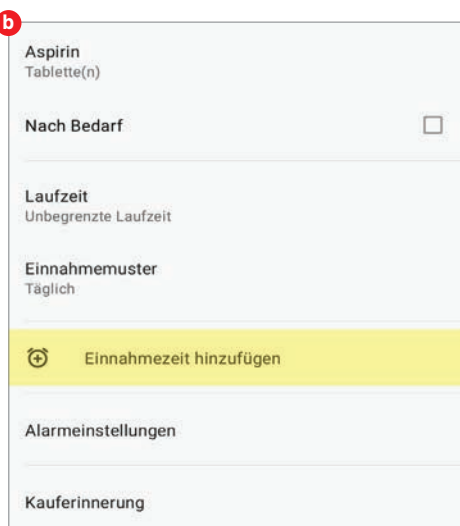 b
Aspirin
Tablette(n)
Nach Bedarf
Laufzeit
Unbegrenzte Laufzeit
Einnahmemuster
Täglich
Einnahmezeit hinzufügen
Alarmeinstellungen
Kauferinnerung